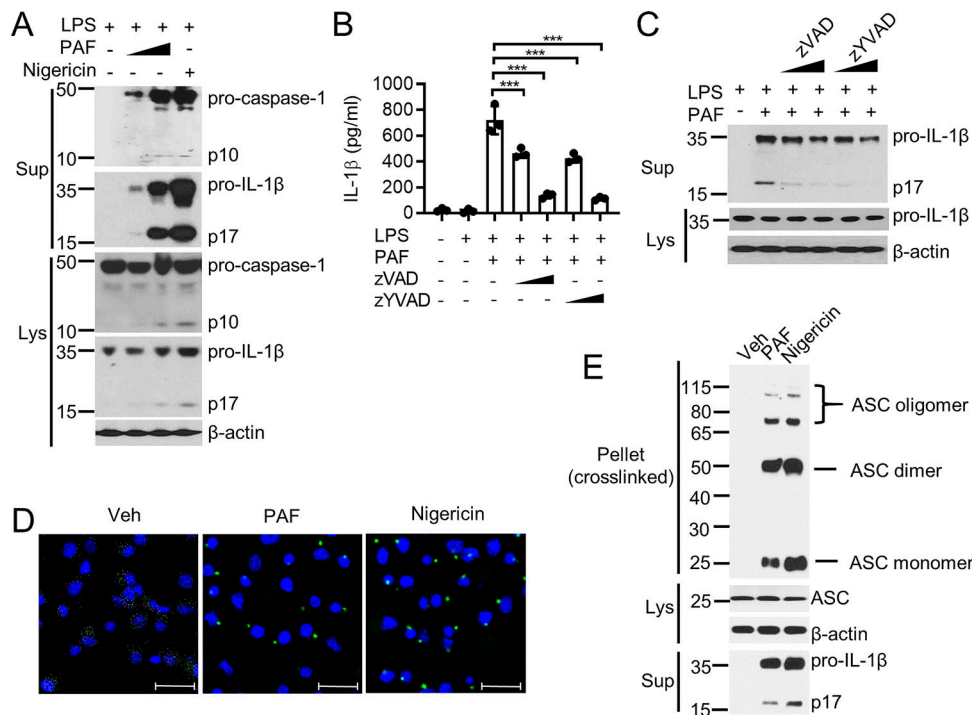 A
LPS + + + +
PAF -
Nigericin - +
50
pro-caspase-1
10
p10
Sup
35
pro-IL-1β
15
p17
50
pro-caspase-1
10
p10
Lys
35
pro-IL-1β
15
p17
β-actin
B
***
***
***
***
IL-1β (pg/ml)
1000
800
600
400
200
0
LPS - + + + + + +
PAF - - + + + + +
zVAD - - - - -
zYVAD - - - - -
C
zVAD zYVAD
LPS + + + + + +
PAF - + + + + +
Sup
35
pro-IL-1β
15
p17
Lys
35
pro-IL-1β
β-actin
D
Veh PAF Nigericin
E
Veh PAF Nigericin
Pellet
(crosslinked)
115
80
65
ASC oligomer
50
ASC dimer
40
30
25
ASC monomer
Lys
25
ASC
β-actin
Sup
35
pro-IL-1β
15
p17